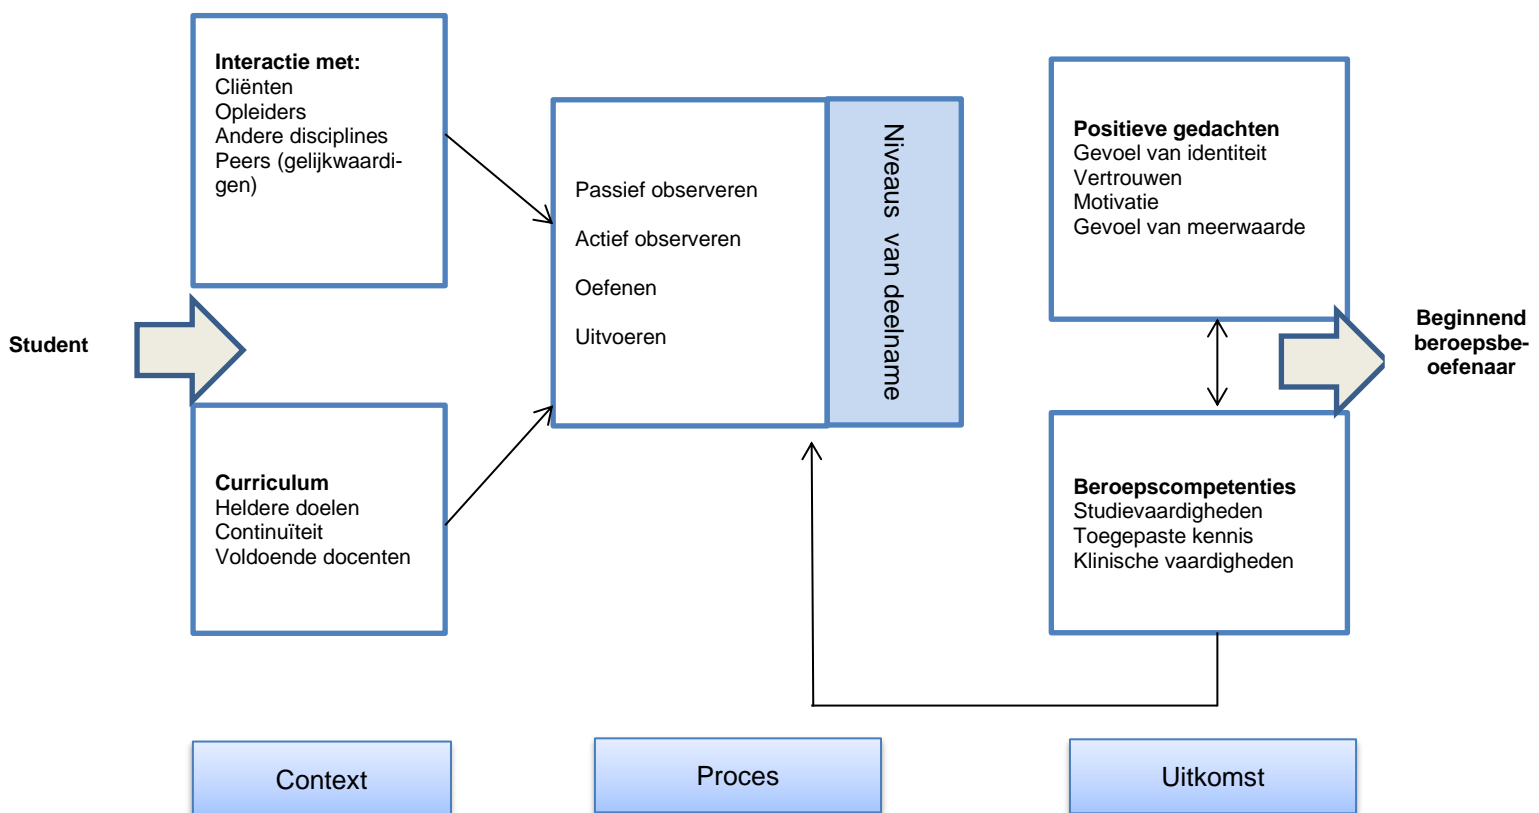 Student
Interactie met:
Cliënten
Opleiders
Andere disciplines
Peers (gelijkwaardi-
gen)
Curriculum
Heldere doelen
Continuïteit
Voldoende docenten
Passief observeren
Actief observeren
Oefenen
Uitvoeren
Niveaus van deelname
Positieve gedachten
Gevoel van identiteit
Vertrouwen
Motivatie
Gevoel van meerwaarde
Beroepscompetenties
Studievaardigheden
Toegepaste kennis
Klinische vaardigheden
Beginnend
beroepsbe-
oefenaar
Context
Proces
Uitkomst